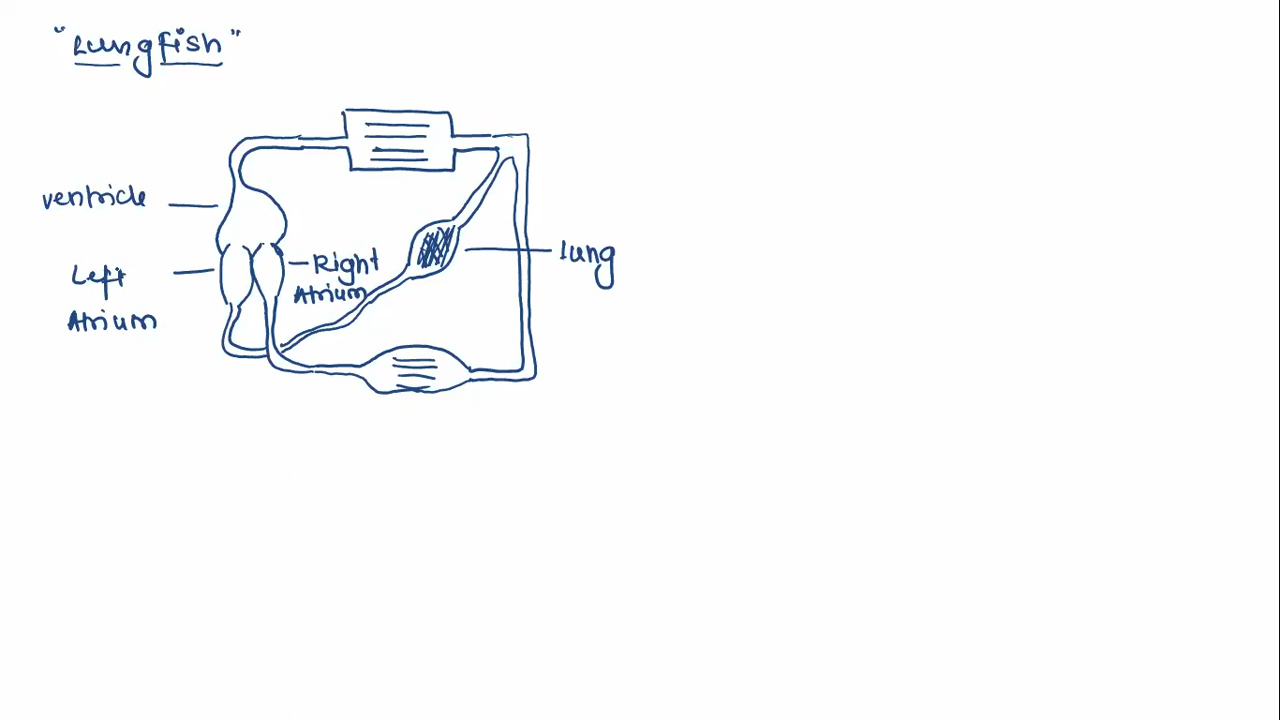 "Lungfish"
ventricle
Left
Atrium
Right
Atrium
lung